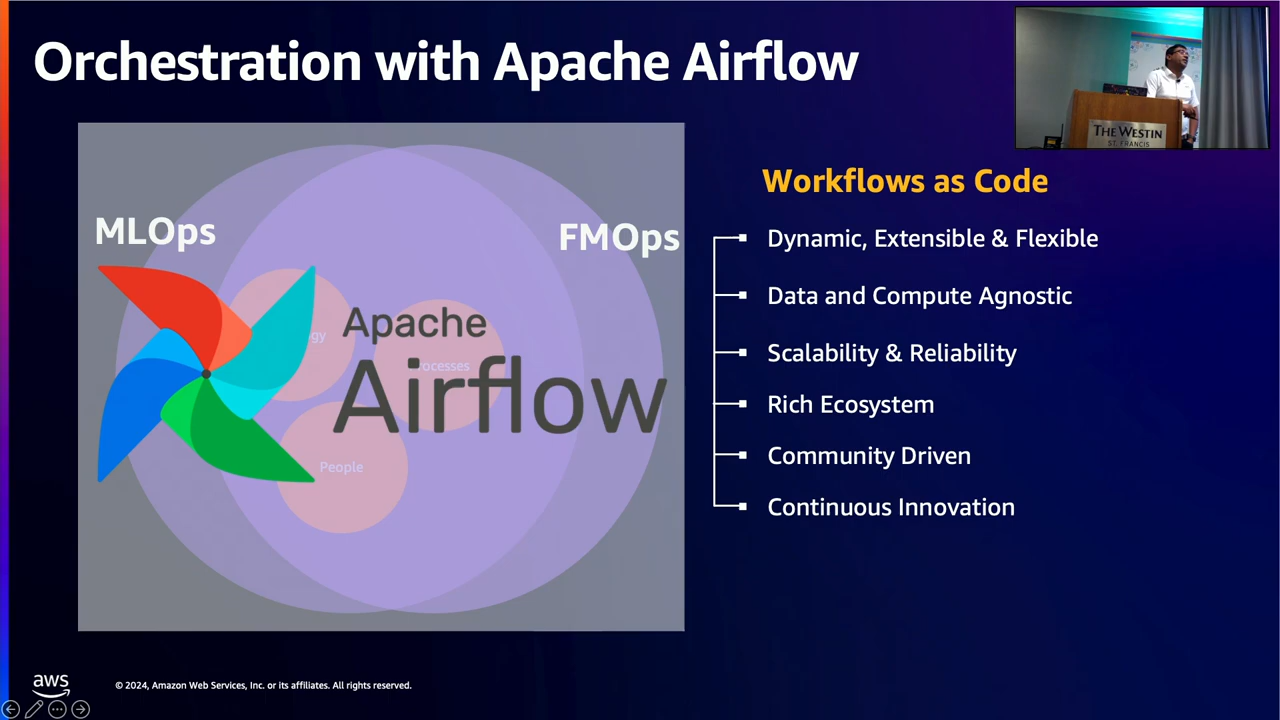 Orchestration with Apache Airflow
THE WESTIN
ST. FRANCIS
MLOps
FMOps
Apache
Airflow
People
Workflows as Code
Dynamic, Extensible & Flexible
Data and Compute Agnostic
Scalability & Reliability
Rich Ecosystem
Community Driven
Continuous Innovation
aws
© 2024, Amazon Web Services, Inc. or its affiliates. All rights reserved.